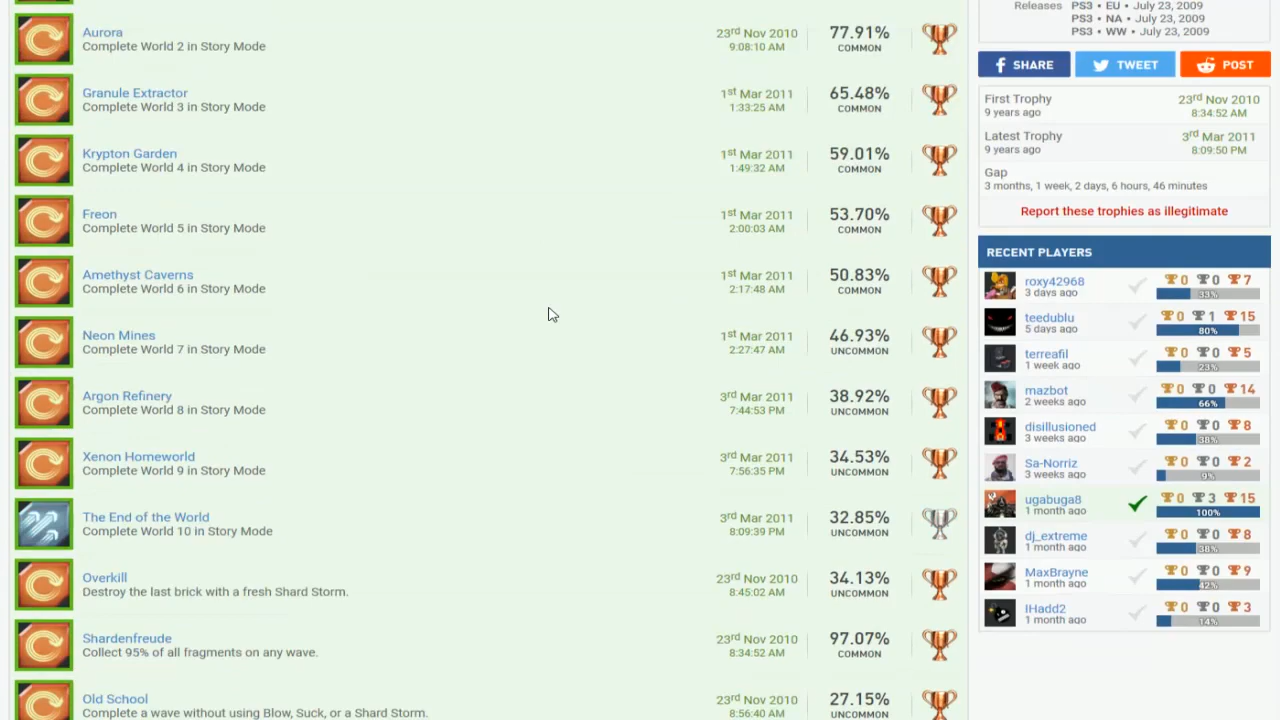 Aurora
Complete World 2 in Story Mode
23rd Nov 2010
9:08:10 AM
77.91%
COMMON
Granule Extractor
Complete World 3 in Story Mode
1st Mar 2011
1:33:25 AM
65.48%
COMMON
Krypton Garden
Complete World 4 in Story Mode
1st Mar 2011
1:49:32 AM
59.01%
COMMON
Freon
Complete World 5 in Story Mode
1st Mar 2011
2:00:03 AM
53.70%
COMMON
Amethyst Caverns
Complete World 6 in Story Mode
1st Mar 2011
2:17:48 AM
50.83%
COMMON
Neon Mines
Complete World 7 in Story Mode
1st Mar 2011
2:27:47 AM
46.93%
UNCOMMON
Argon Refinery
Complete World 8 in Story Mode
3rd Mar 2011
7:44:53 PM
38.92%
UNCOMMON
Xenon Homeworld
Complete World 9 in Story Mode
3rd Mar 2011
7:56:35 PM
34.53%
UNCOMMON
The End of the World
Complete World 10 in Story Mode
3rd Mar 2011
8:09:39 PM
32.85%
UNCOMMON
Overkill
Destroy the last brick with a fresh Shard Storm.
23rd Nov 2010
8:45:02 AM
34.13%
UNCOMMON
Shardenfreude
Collect 95% of all fragments on any wave.
23rd Nov 2010
8:34:52 AM
97.07%
COMMON
Old School
Complete a wave without using Blow, Suck, or a Shard Storm.
23rd Nov 2010
8:56:40 AM
27.15%
UNCOMMON
Releases
PS3 • EU • July 23, 2009
PS3 • NA • July 23, 2009
PS3 • WW • July 23, 2009
SHARE
TWEET
POST
First Trophy
9 years ago
23rd Nov 2010
8:34:52 AM
Latest Trophy
9 years ago
3rd Mar 2011
8:09:50 PM
Gap
3 months, 1 week, 2 days, 6 hours, 46 minutes
Report these trophies as illegitimate
RECENT PLAYERS
roxy42968
3 days ago
0 0 7
33%
teedublu
5 days ago
0 1 15
80%
terreafil
1 week ago
0 0 5
23%
mazbot
2 weeks ago
0 0 14
66%
disillusioned
3 weeks ago
0 0 8
38%
Sa-Norriz
3 weeks ago
0 0 2
9%
ugabuga8
1 month ago
0 3 15
100%
dj_extreme
1 month ago
0 0 8
38%
MaxBrayne
1 month ago
0 0 9
42%
IHadd2
1 month ago
0 0 3
14%